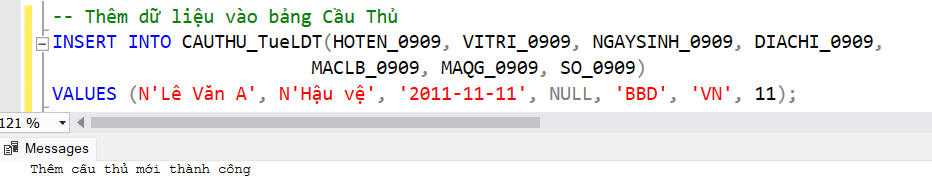 -- Thêm dữ liệu vào bảng Cầu Thủ
INSERT INTO CAUTHU_TueLDT(HOTEN_0909, VITRI_0909, NGAYSINH_0909, DIACHI_0909,
MACLB_0909, MAQG_0909, SO_0909)
VALUES (N'Lê Văn A', N'Hậu vệ', '2011-11-11', NULL, 'BBD', 'VN', 11);
121 %
Messages
Thêm câu thủ mới thành công